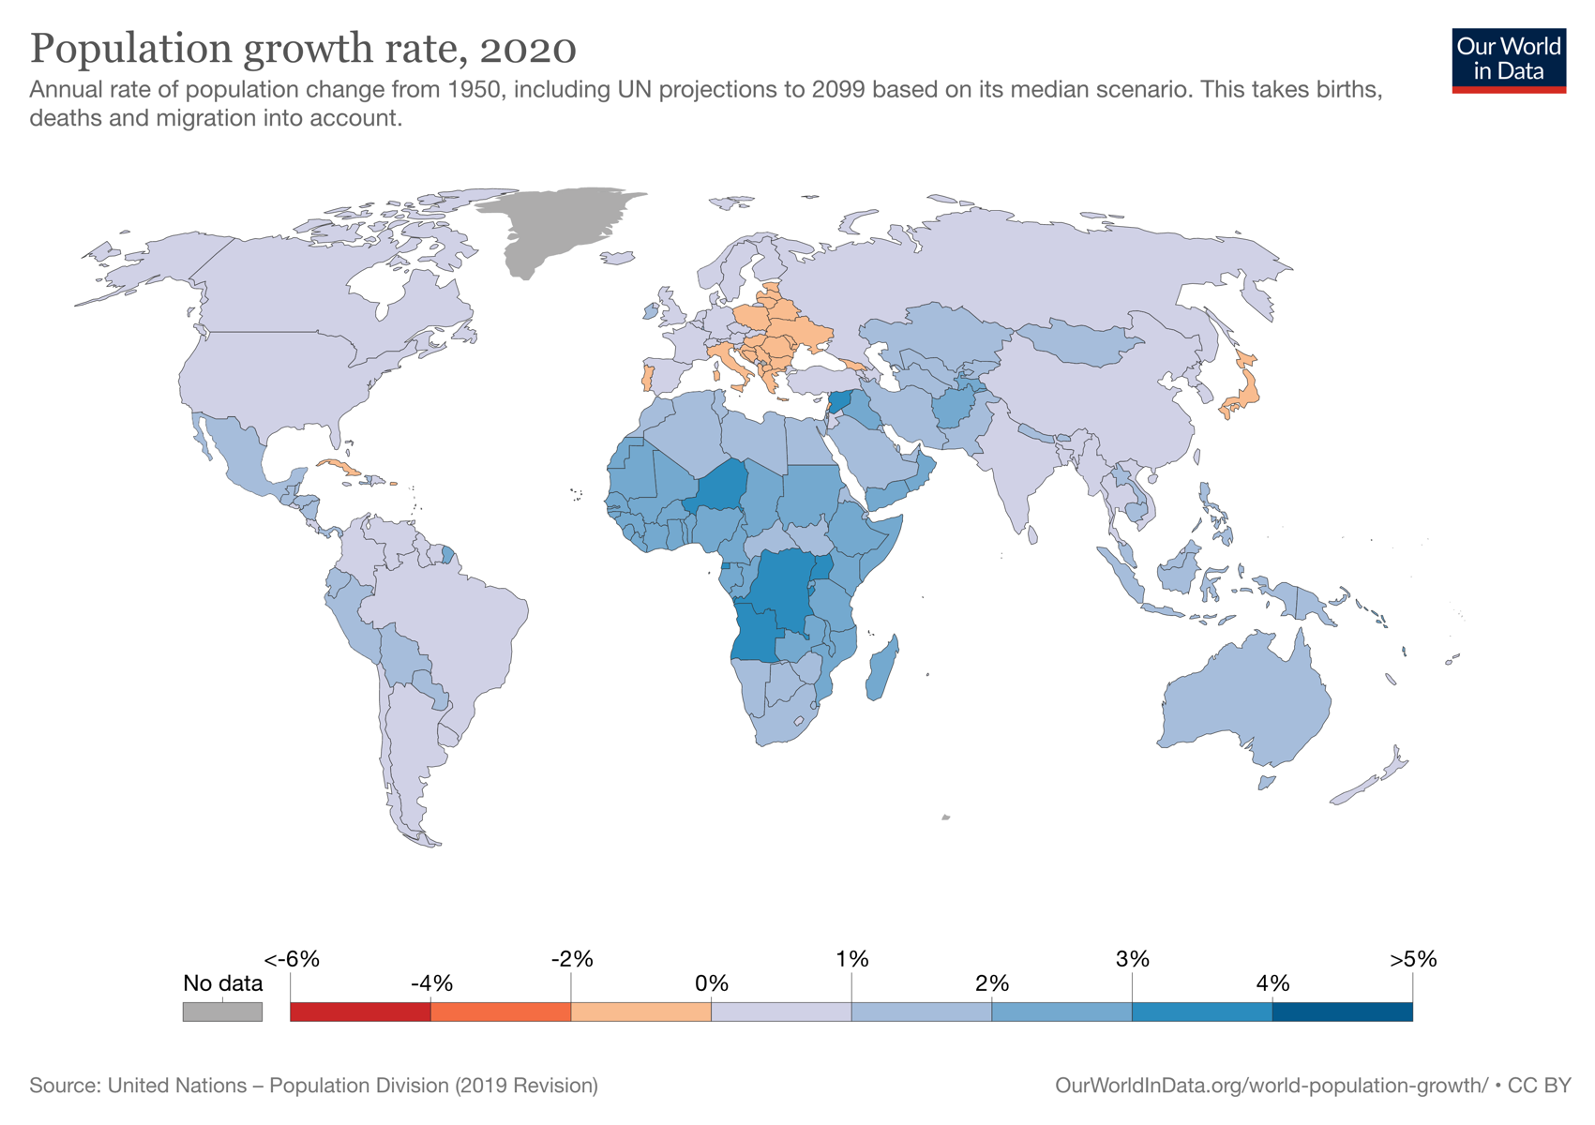 Population growth rate, 2020
Our World
in Data
Annual rate of population change from 1950, including UN projections to 2099 based on its median scenario. This takes births,
deaths and migration into account.
No data
<-6%
-4%
-2%
0%
1%
2%
3%
4%
>5%
Source: United Nations – Population Division (2019 Revision)
OurWorldInData.org/world-population-growth/ • CC BY